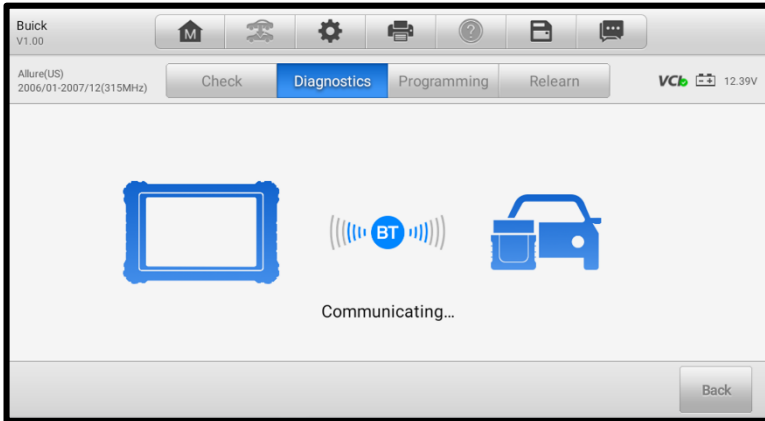 Buick
V1.00
M
?
Allure(US)
2006/01-2007/12(315MHz)
Check
Diagnostics
Programming
Relearn
VCI
12.39V
BT
Communicating...
Back